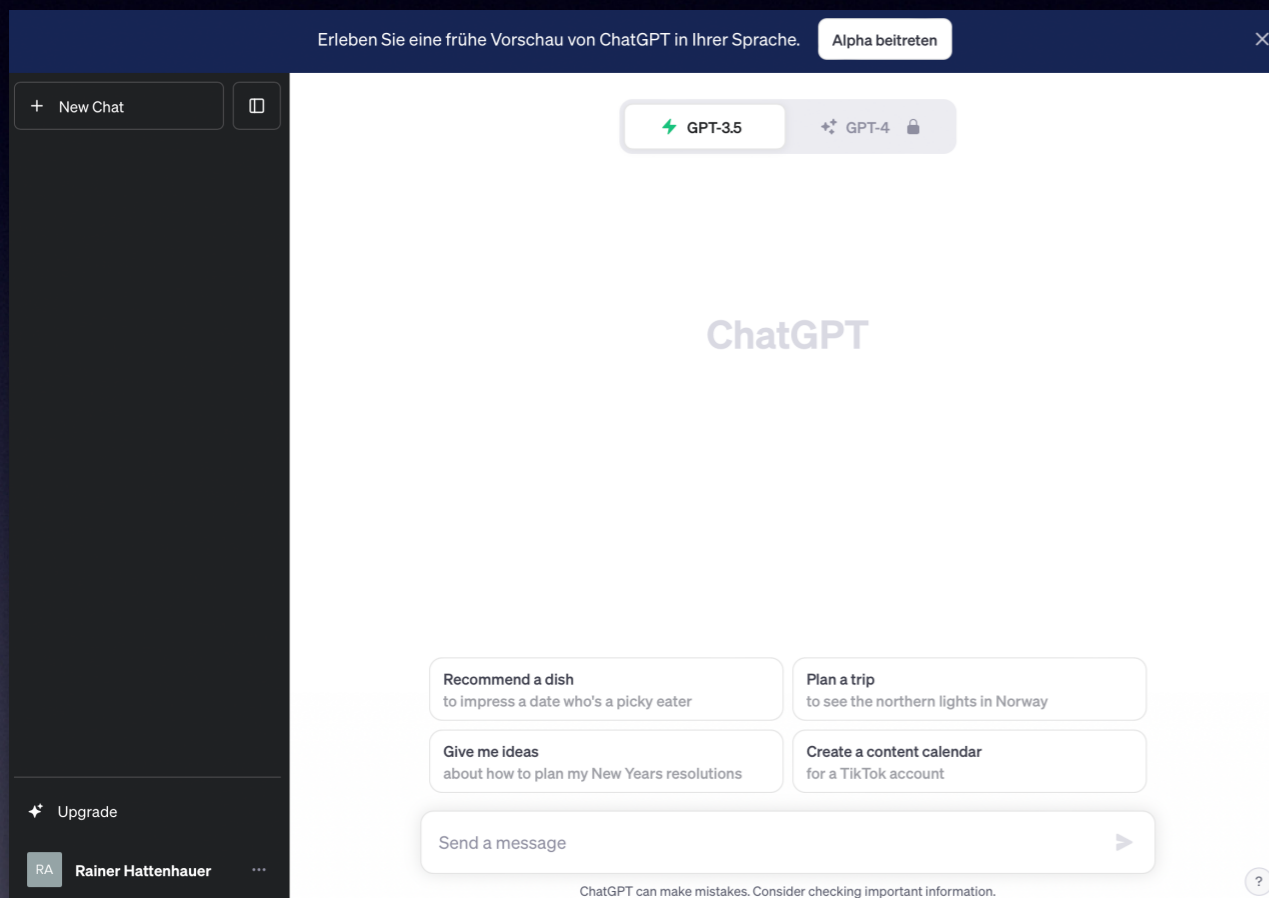 Erleben Sie eine frühe Vorschau von ChatGPT in Ihrer Sprache. Alpha beitreten
New Chat
GPT-3.5 GPT-4
ChatGPT
Recommend a dish
to impress a date who's a picky eater
Plan a trip
to see the northern lights in Norway
Give me ideas
about how to plan my New Years resolutions
Create a content calendar
for a TikTok account
Upgrade
Send a message
RA Rainer Hattenhauer
ChatGPT can make mistakes. Consider checking important information.
?